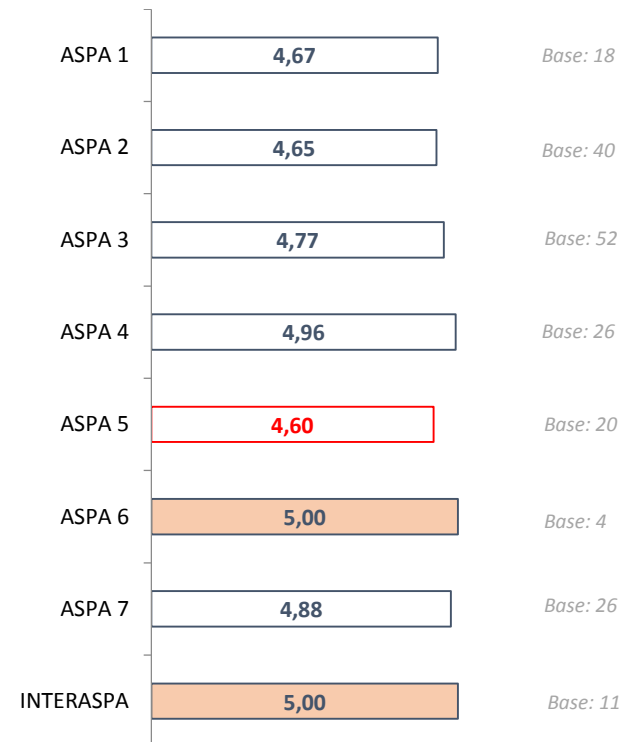 ASPA 1 4,67 Base: 18
ASPA 2 4,65 Base: 40
ASPA 3 4,77 Base: 52
ASPA 4 4,96 Base: 26
ASPA 5 4,60 Base: 20
ASPA 6 5,00 Base: 4
ASPA 7 4,88 Base: 26
INTERASPA 5,00 Base: 11